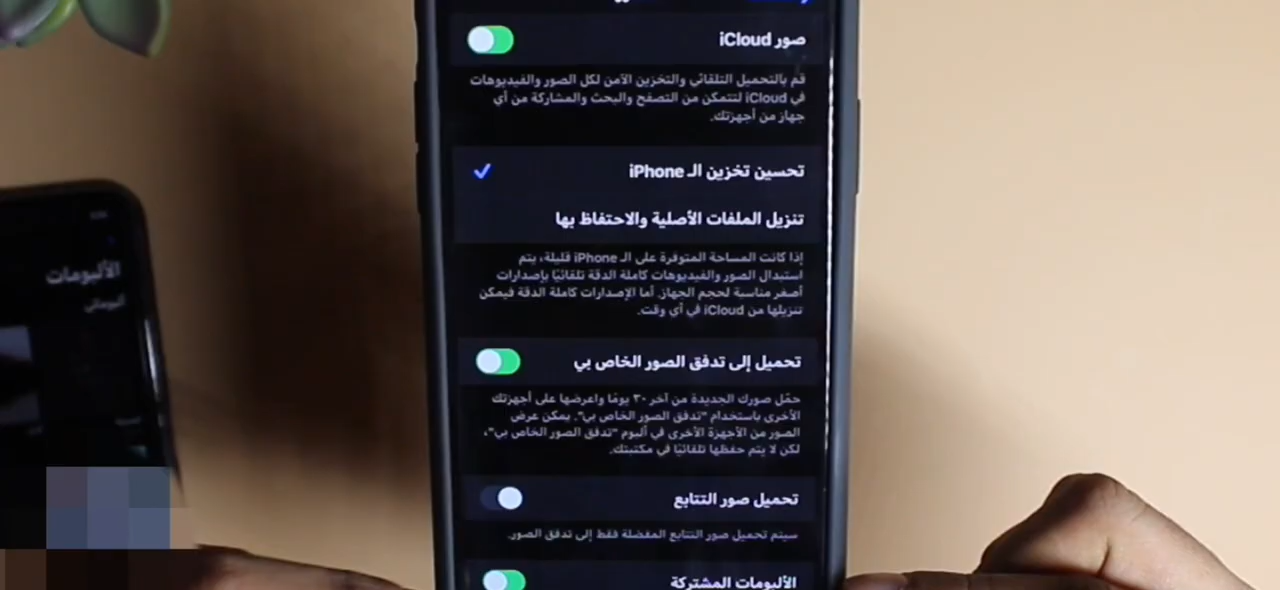 صور iCloud
قم بالتحميل التلقائي والتخزين الآمن لكل الصور والفيديوهات
في iCloud لتتمكن من التصفح والبحث والمشاركة من أي
جهاز من أجهزتك.
تحسين تخزين الـ iPhone
تنزيل الملفات الأصلية والاحتفاظ بها
إذا كانت المساحة المتوفرة على الـ iPhone قليلة، يتم
استبدال الصور والفيديوهات كاملة الدقة تلقائيًا بإصدارات
أصغر مناسبة لحجم الجهاز. أما الإصدارات كاملة الدقة فيمكن
تنزيلها من iCloud في أي وقت.
تحميل إلى تدفق الصور الخاص بي
حمّل صورك الجديدة من آخر ٣٠ يومًا واعرضها على أجهزتك
الأخرى باستخدام "تدفق الصور الخاص بي". يمكن عرض
الصور من الأجهزة الأخرى في ألبوم "تدفق الصور الخاص بي"،
لكن لا يتم حفظها تلقائيًا في مكتبتك.
تحميل صور التتابع
سيتم تحميل صور التتابع المفضلة فقط إلى تدفق الصور.
الألبومات المشتركة
الألبومات
ألبوماتي